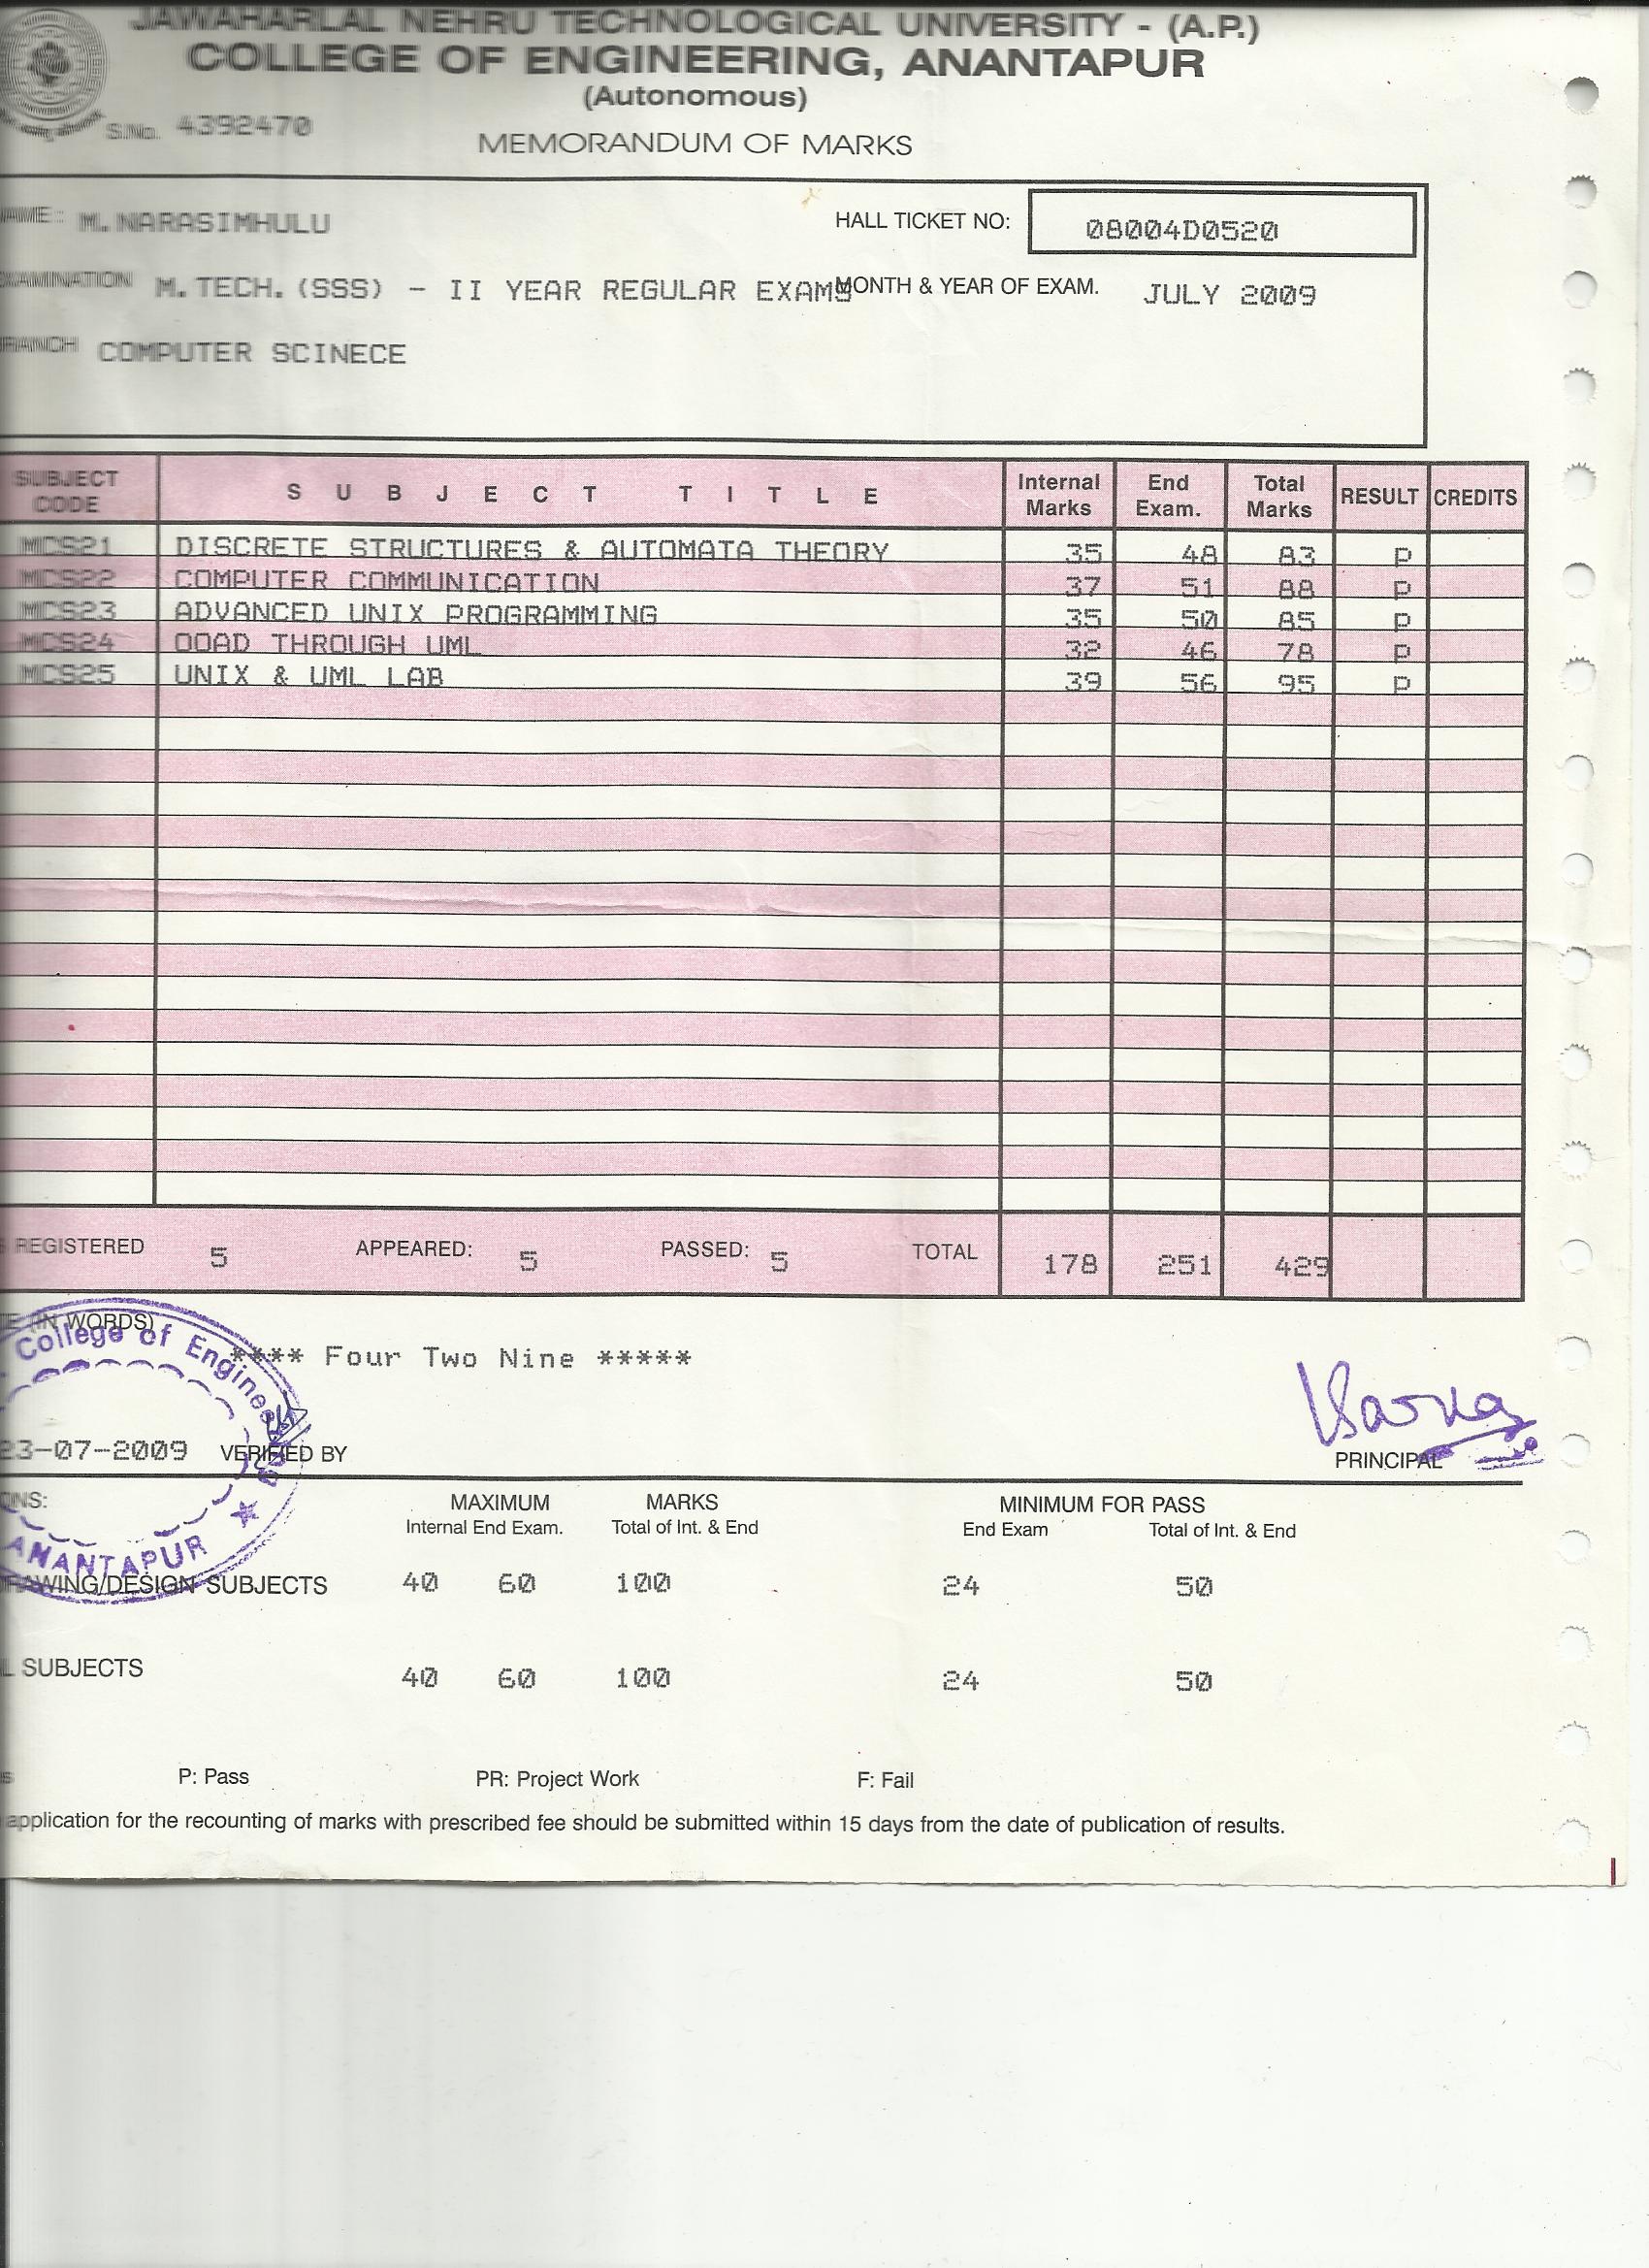 JAWAHARLAL NEHRU TECHNOLOGICAL UNIVERSITY - (A.P.)
COLLEGE OF ENGINEERING, ANANTAPUR
(Autonomous)
S.No. 4392470
MEMORANDUM OF MARKS
NAME: M.NARASIMHULU HALL TICKET NO: 08004D0520
EXAMINATION M.TECH.(SSS) - II YEAR REGULAR EXAMS MONTH & YEAR OF EXAM. JULY 2009
BRANCH COMPUTER SCINECE
SUBJECT CODE SUBJECT TITLE Internal Marks End Exam. Total Marks RESULT CREDITS
MCS21 DISCRETE STRUCTURES & AUTOMATA THEORY 35 48 83 P
MCS22 COMPUTER COMMUNICATION 37 51 88 P
MCS23 ADVANCED UNIX PROGRAMMING 35 50 85 P
MCS24 OOAD THROUGH UML 32 46 78 P
MCS25 UNIX & UML LAB 39 56 95 P
REGISTERED 5 APPEARED: 5 PASSED: 5 TOTAL 178 251 429
(IN WORDS)
**** Four Two Nine *****
College of Engineering
ANANTAPUR
23-07-2009 VERIFIED BY
PRINCIPAL
MAXIMUM MARKS MINIMUM FOR PASS
Internal End Exam. Total of Int. & End End Exam Total of Int. & End
DRAWING/DESIGN SUBJECTS 40 60 100 24 50
SUBJECTS 40 60 100 24 50
P: Pass PR: Project Work F: Fail
application for the recounting of marks with prescribed fee should be submitted within 15 days from the date of publication of results.